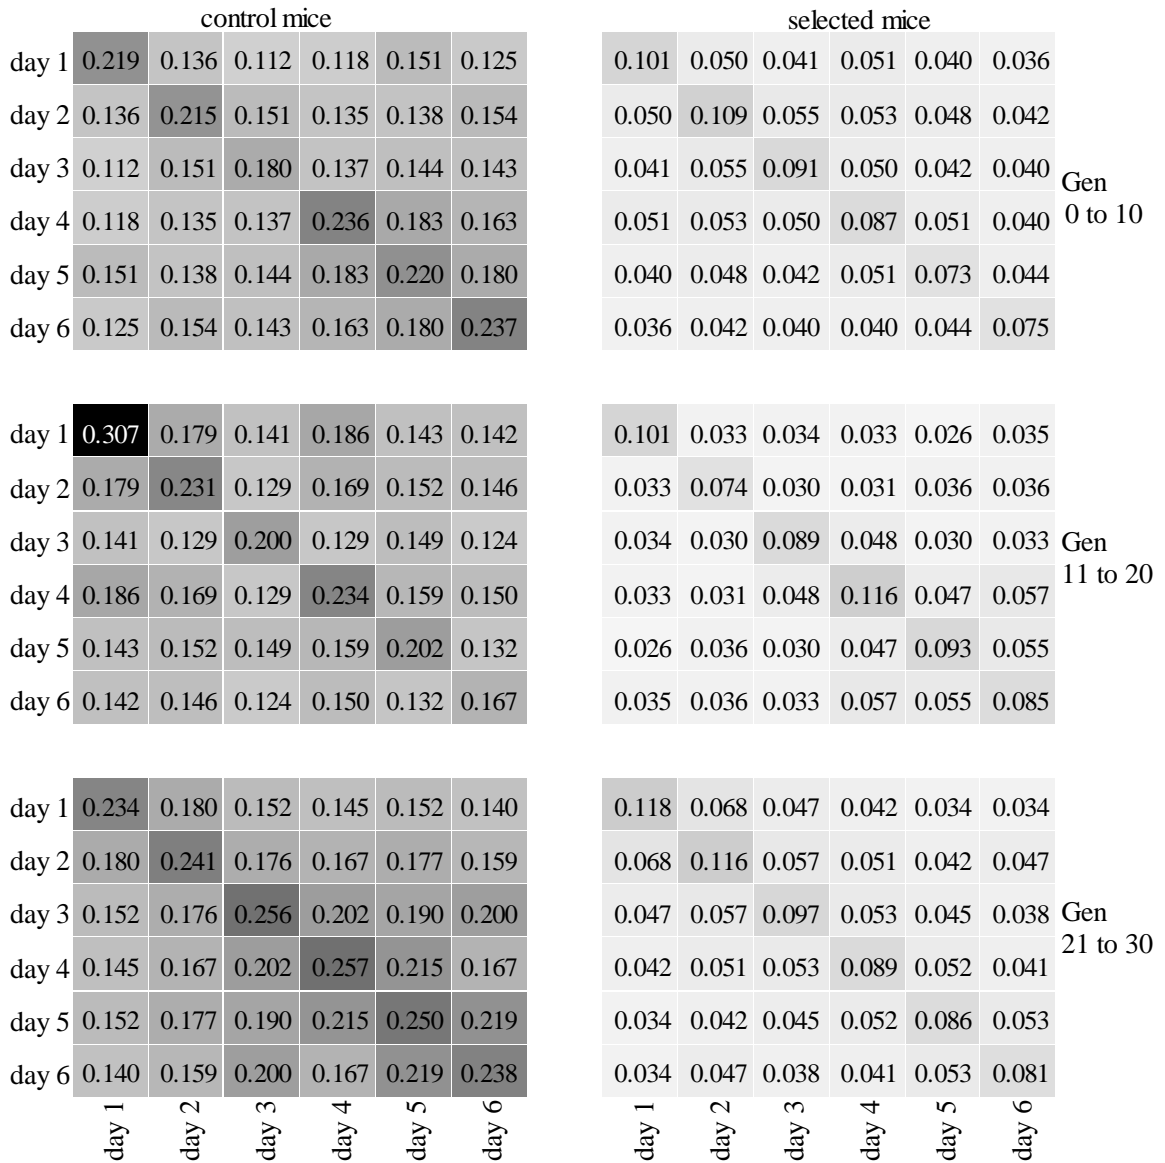 control mice selected mice
day 1 0.219 0.136 0.112 0.118 0.151 0.125 0.101 0.050 0.041 0.051 0.040 0.036
day 2 0.136 0.215 0.151 0.135 0.138 0.154 0.050 0.109 0.055 0.053 0.048 0.042
day 3 0.112 0.151 0.180 0.137 0.144 0.143 0.041 0.055 0.091 0.050 0.042 0.040
Gen
0 to 10
day 4 0.118 0.135 0.137 0.236 0.183 0.163 0.051 0.053 0.050 0.087 0.051 0.040
day 5 0.151 0.138 0.144 0.183 0.220 0.180 0.040 0.048 0.042 0.051 0.073 0.044
day 6 0.125 0.154 0.143 0.163 0.180 0.237 0.036 0.042 0.040 0.040 0.044 0.075
day 1 0.307 0.179 0.141 0.186 0.143 0.142 0.101 0.033 0.034 0.033 0.026 0.035
day 2 0.179 0.231 0.129 0.169 0.152 0.146 0.033 0.074 0.030 0.031 0.036 0.036
day 3 0.141 0.129 0.200 0.129 0.149 0.124 0.034 0.030 0.089 0.048 0.030 0.033
Gen
11 to 20
day 4 0.186 0.169 0.129 0.234 0.159 0.150 0.033 0.031 0.048 0.116 0.047 0.057
day 5 0.143 0.152 0.149 0.159 0.202 0.132 0.026 0.036 0.030 0.047 0.093 0.055
day 6 0.142 0.146 0.124 0.150 0.132 0.167 0.035 0.036 0.033 0.057 0.055 0.085
day 1 0.234 0.180 0.152 0.145 0.152 0.140 0.118 0.068 0.047 0.042 0.034 0.034
day 2 0.180 0.241 0.176 0.167 0.177 0.159 0.068 0.116 0.057 0.051 0.042 0.047
day 3 0.152 0.176 0.256 0.202 0.190 0.200 0.047 0.057 0.097 0.053 0.045 0.038
Gen
21 to 30
day 4 0.145 0.167 0.202 0.257 0.215 0.167 0.042 0.051 0.053 0.089 0.052 0.041
day 5 0.152 0.177 0.190 0.215 0.250 0.219 0.034 0.042 0.045 0.052 0.086 0.053
day 6 0.140 0.159 0.200 0.167 0.219 0.238 0.034 0.047 0.038 0.041 0.053 0.081
day 1 day 2 day 3 day 4 day 5 day 6 day 1 day 2 day 3 day 4 day 5 day 6